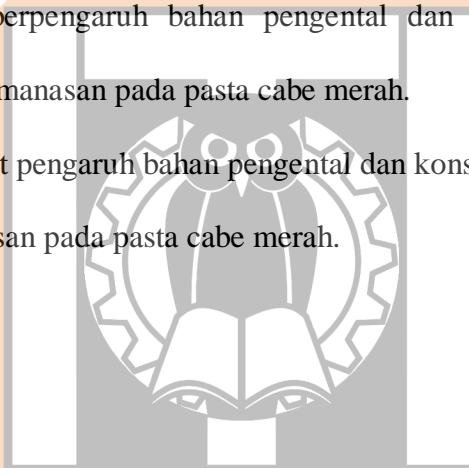 berpengaruh bahan pengental dan
manasan pada pasta cabe merah.
t pengaruh bahan pengental dan kons
san pada pasta cabe merah.